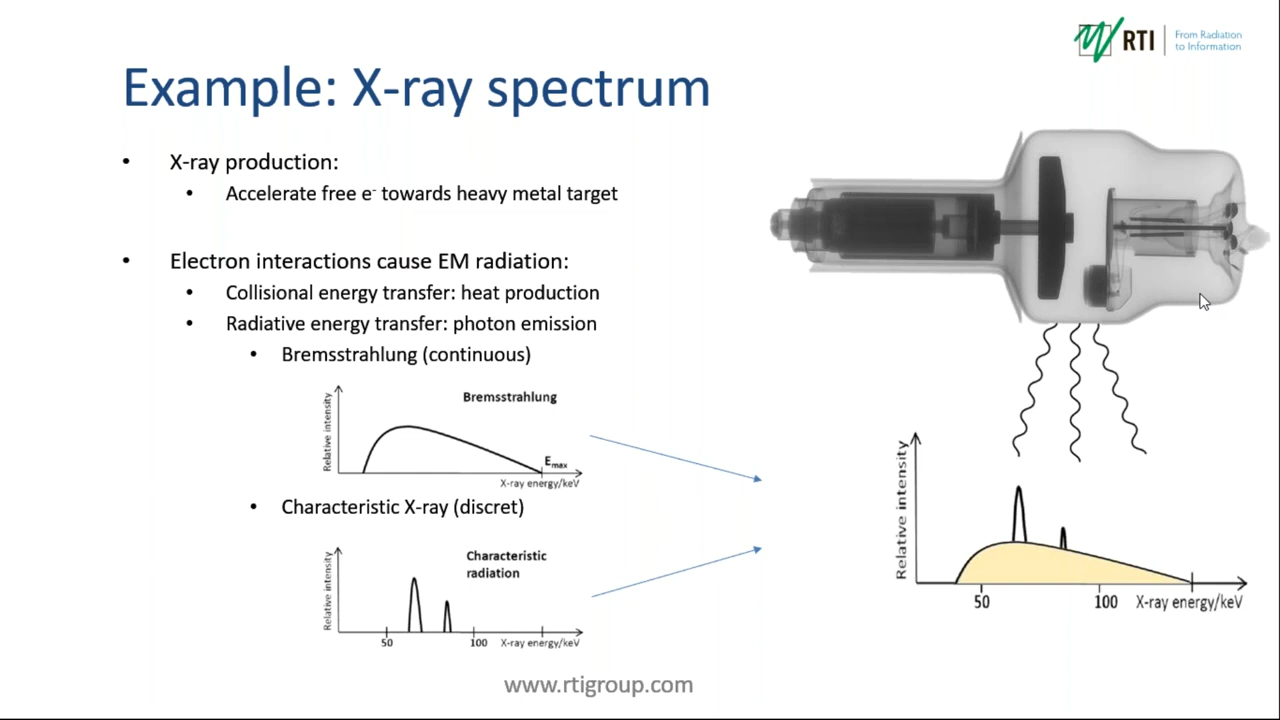 RTI
From Radiation
to Information
Example: X-ray spectrum
• X-ray production:
• Accelerate free e⁻ towards heavy metal target
• Electron interactions cause EM radiation:
• Collisional energy transfer: heat production
• Radiative energy transfer: photon emission
• Bremsstrahlung (continuous)
Relative intensity
Bremsstrahlung
Emax
X-ray energy/keV
• Characteristic X-ray (discret)
Relative intensity
Characteristic
radiation
50 100 X-ray energy/keV
Relative intensity
50 100 X-ray energy/keV
www.rtigroup.com